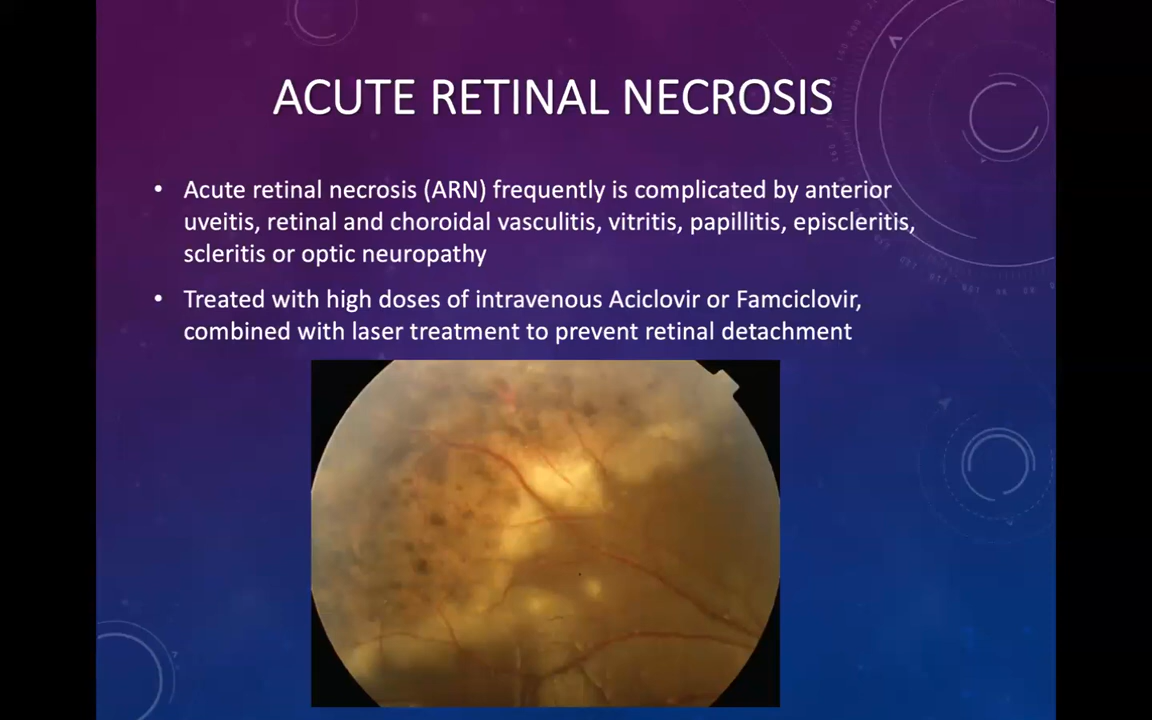 ACUTE RETINAL NECROSIS
• Acute retinal necrosis (ARN) frequently is complicated by anterior
uveitis, retinal and choroidal vasculitis, vitritis, papillitis, episcleritis,
scleritis or optic neuropathy
• Treated with high doses of intravenous Aciclovir or Famciclovir,
combined with laser treatment to prevent retinal detachment